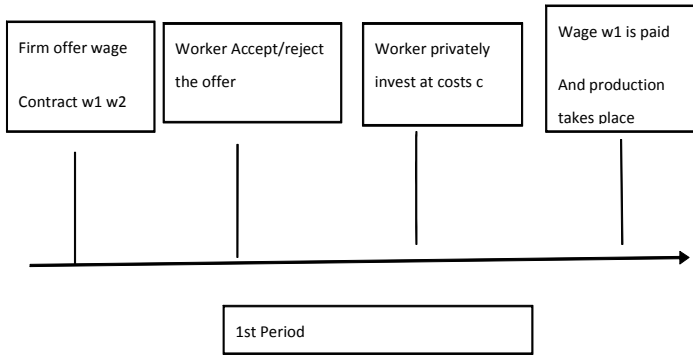 Firm offer wage
Contract w1 w2
Worker Accept/reject
the offer
Worker privately
invest at costs c
Wage w1 is paid
And production
takes place
1st Period